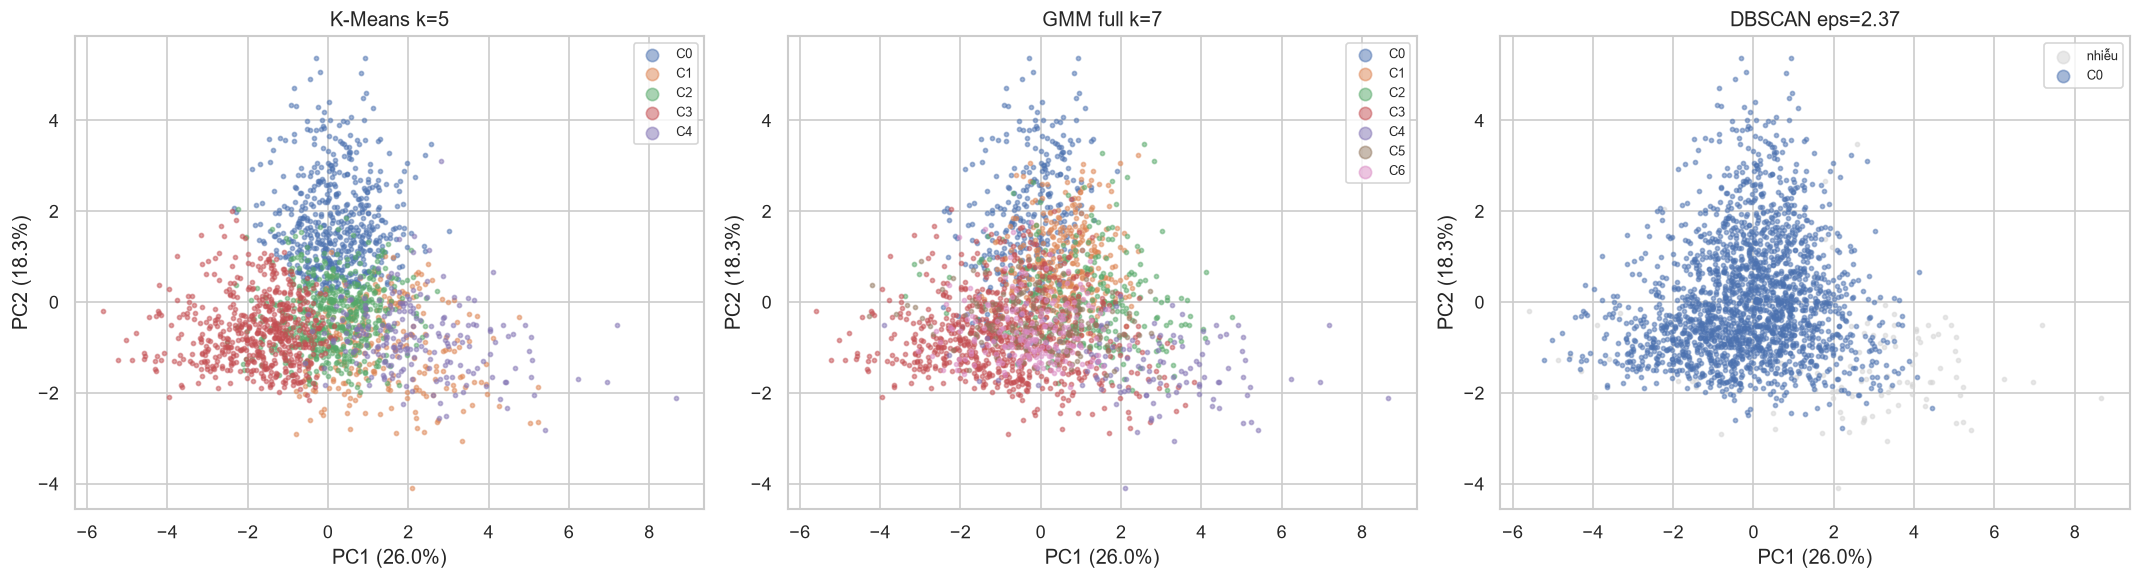 K-Means k=5
C0
C1
C2
C3
C4
4
2
0
−2
−4
PC2 (18.3%)
−6 −4 −2 0 2 4 6 8
PC1 (26.0%)
GMM full k=7
C0
C1
C2
C3
C4
C5
C6
4
2
0
−2
−4
PC2 (18.3%)
−6 −4 −2 0 2 4 6 8
PC1 (26.0%)
DBSCAN eps=2.37
nhiễu
C0
4
2
0
−2
−4
PC2 (18.3%)
−6 −4 −2 0 2 4 6 8
PC1 (26.0%)